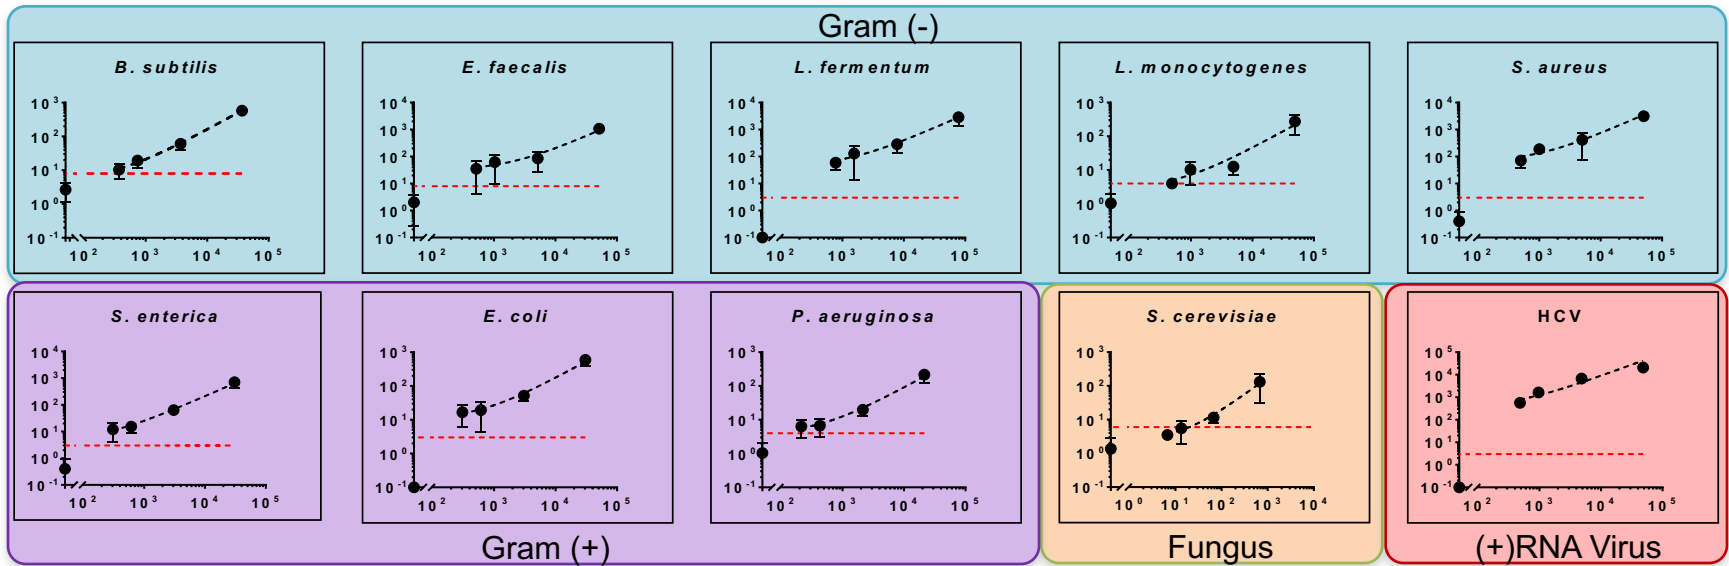 Gram (-)
B. subtilis
10³
10²
10¹
10⁰
10⁻¹
10² 10³ 10⁴ 10⁵
E. faecalis
10⁴
10³
10²
10¹
10⁰
10⁻¹
10² 10³ 10⁴ 10⁵
L. fermentum
10⁴
10³
10²
10¹
10⁰
10⁻¹
10² 10³ 10⁴ 10⁵
L. monocytogenes
10³
10²
10¹
10⁰
10⁻¹
10² 10³ 10⁴ 10⁵
S. aureus
10⁴
10³
10²
10¹
10⁰
10⁻¹
10² 10³ 10⁴ 10⁵
S. enterica
10⁴
10³
10²
10¹
10⁰
10⁻¹
10² 10³ 10⁴ 10⁵
E. coli
10³
10²
10¹
10⁰
10⁻¹
10² 10³ 10⁴ 10⁵
P. aeruginosa
10³
10²
10¹
10⁰
10⁻¹
10² 10³ 10⁴ 10⁵
Gram (+)
S. cerevisiae
10³
10²
10¹
10⁰
10⁻¹
10⁰ 10¹ 10² 10³ 10⁴
Fungus
HCV
10⁵
10⁴
10³
10²
10¹
10⁰
10⁻¹
10² 10³ 10⁴ 10⁵
(+)RNA Virus